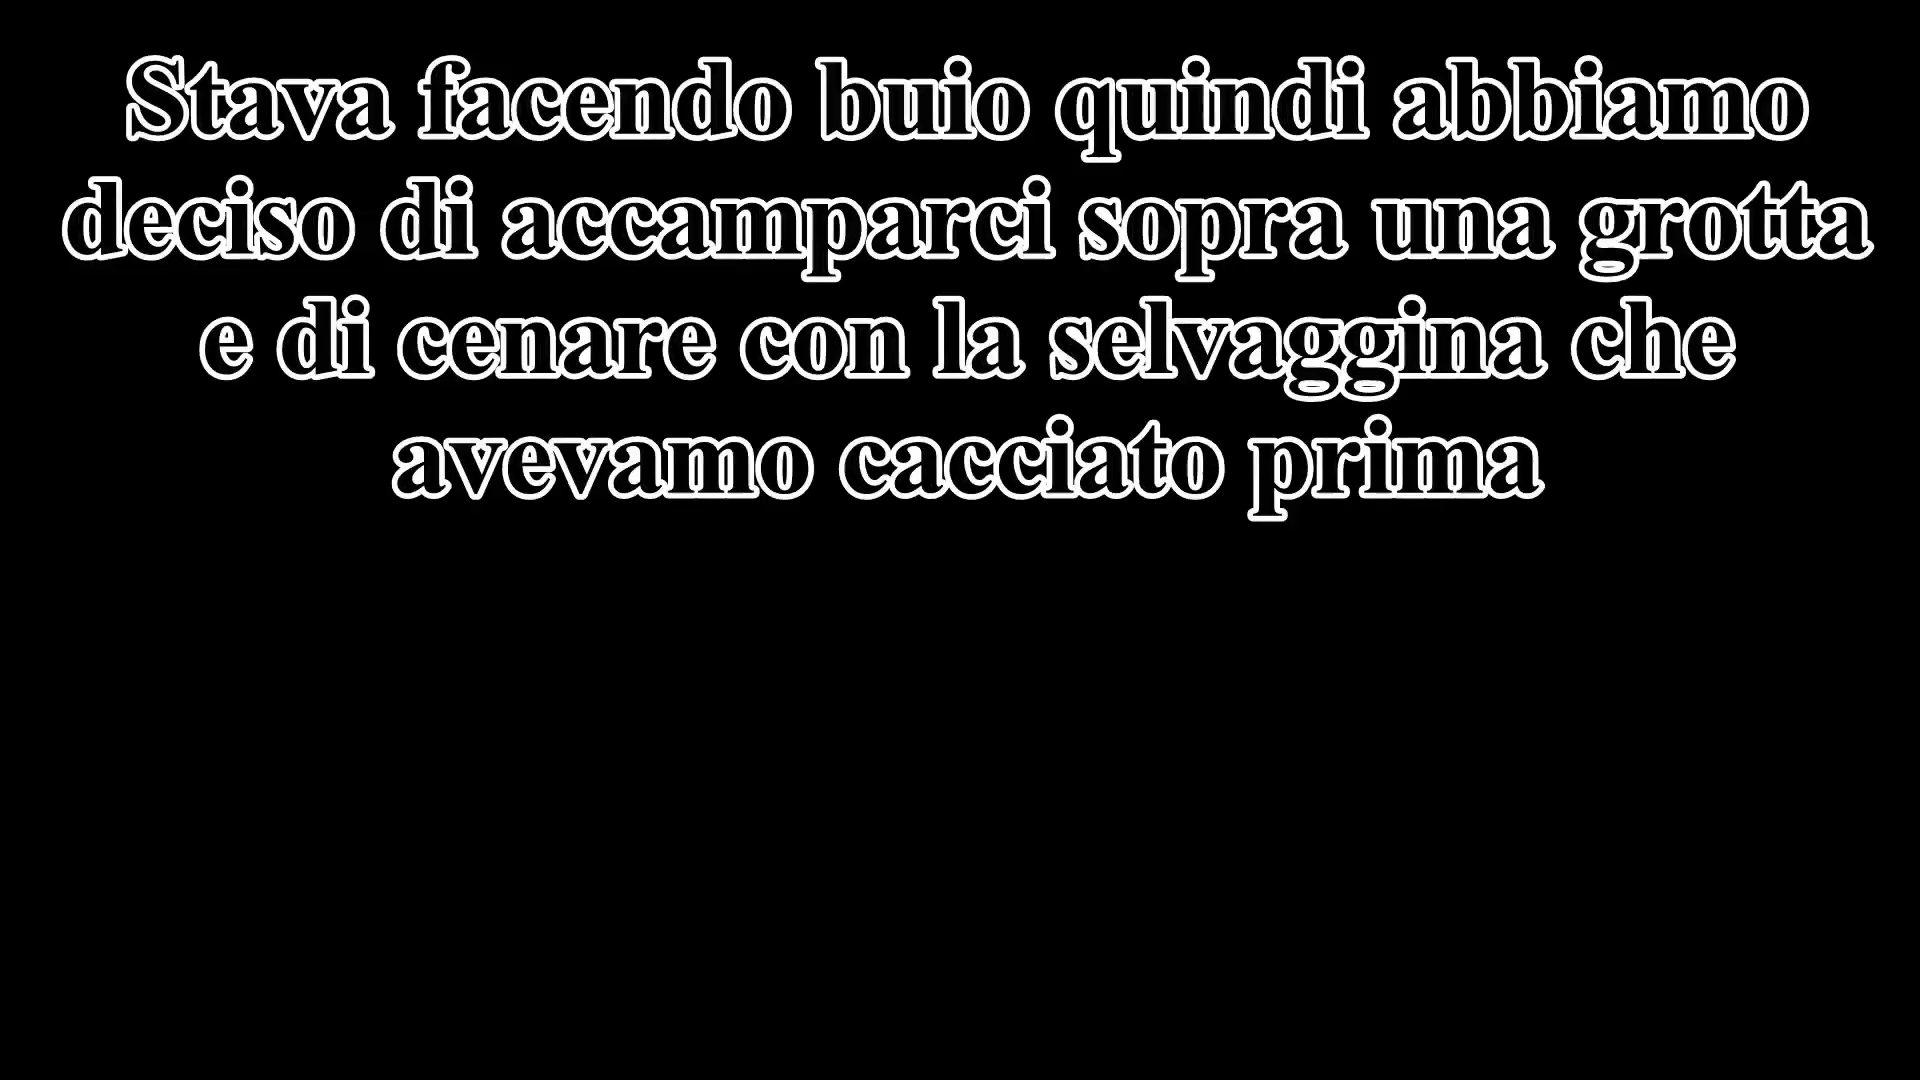 Stava facendo buio quindi abbiamo
deciso di accamparci sopra una grotta
e di cenare con la selvaggina che
avevamo cacciato prima